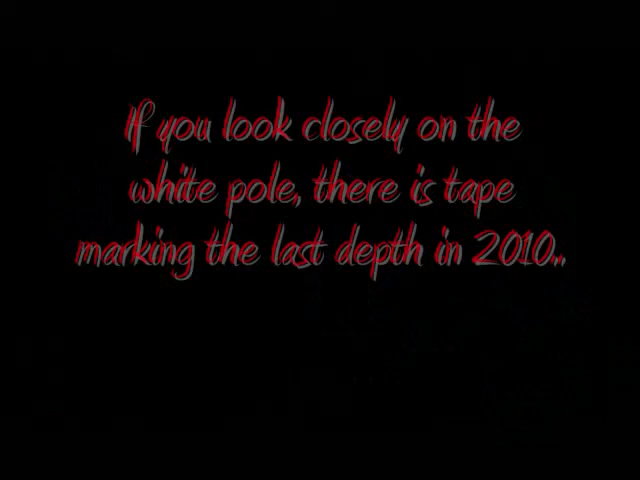 If you look closely on the
white pole, there is tape
marking the last depth in 2010..